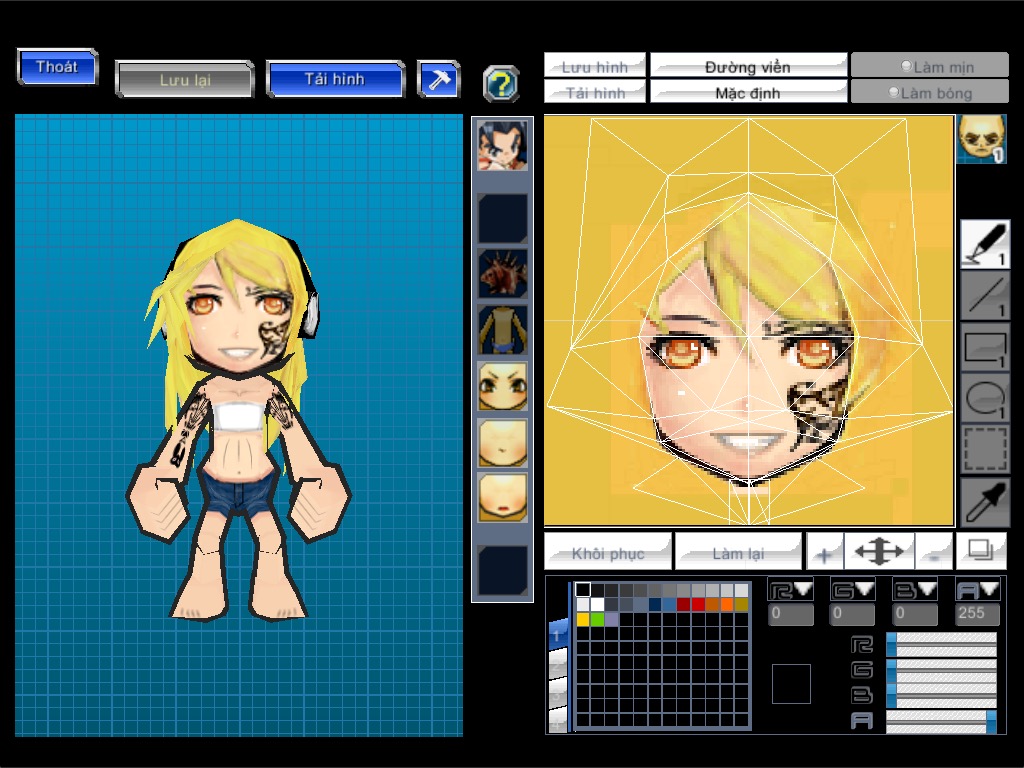 Thoát
Lưu lại
Tải hình
?
Lưu hình
Đường viền
Làm mịn
Tải hình
Mặc định
Làm bóng
1
1
1
1
1
Khôi phục
Làm lại
+
-
R
G
B
A
0
0
0
255
1
R
G
B
A